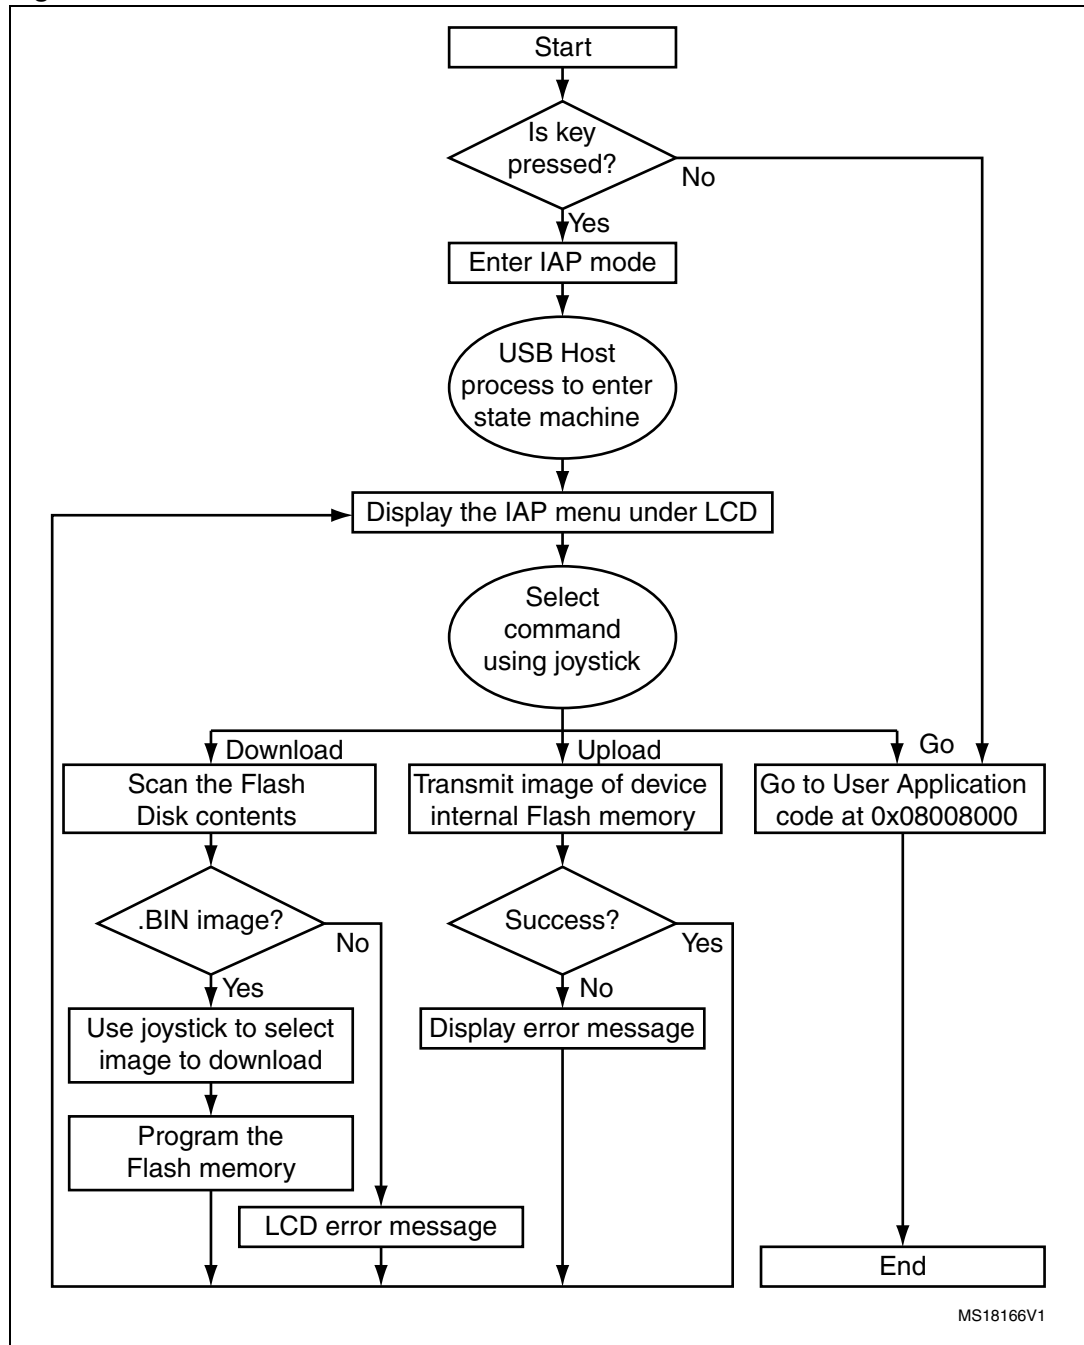 Start
Is key
pressed?
No
Yes
Enter IAP mode
USB Host
process to enter
state machine
Display the IAP menu under LCD
Select
command
using joystick
Download
Upload
Go
Scan the Flash
Disk contents
Transmit image of device
internal Flash memory
Go to User Application
code at 0x08008000
.BIN image?
No
Success?
Yes
Yes
No
Use joystick to select
image to download
Display error message
Program the
Flash memory
LCD error message
End
MS18166V1